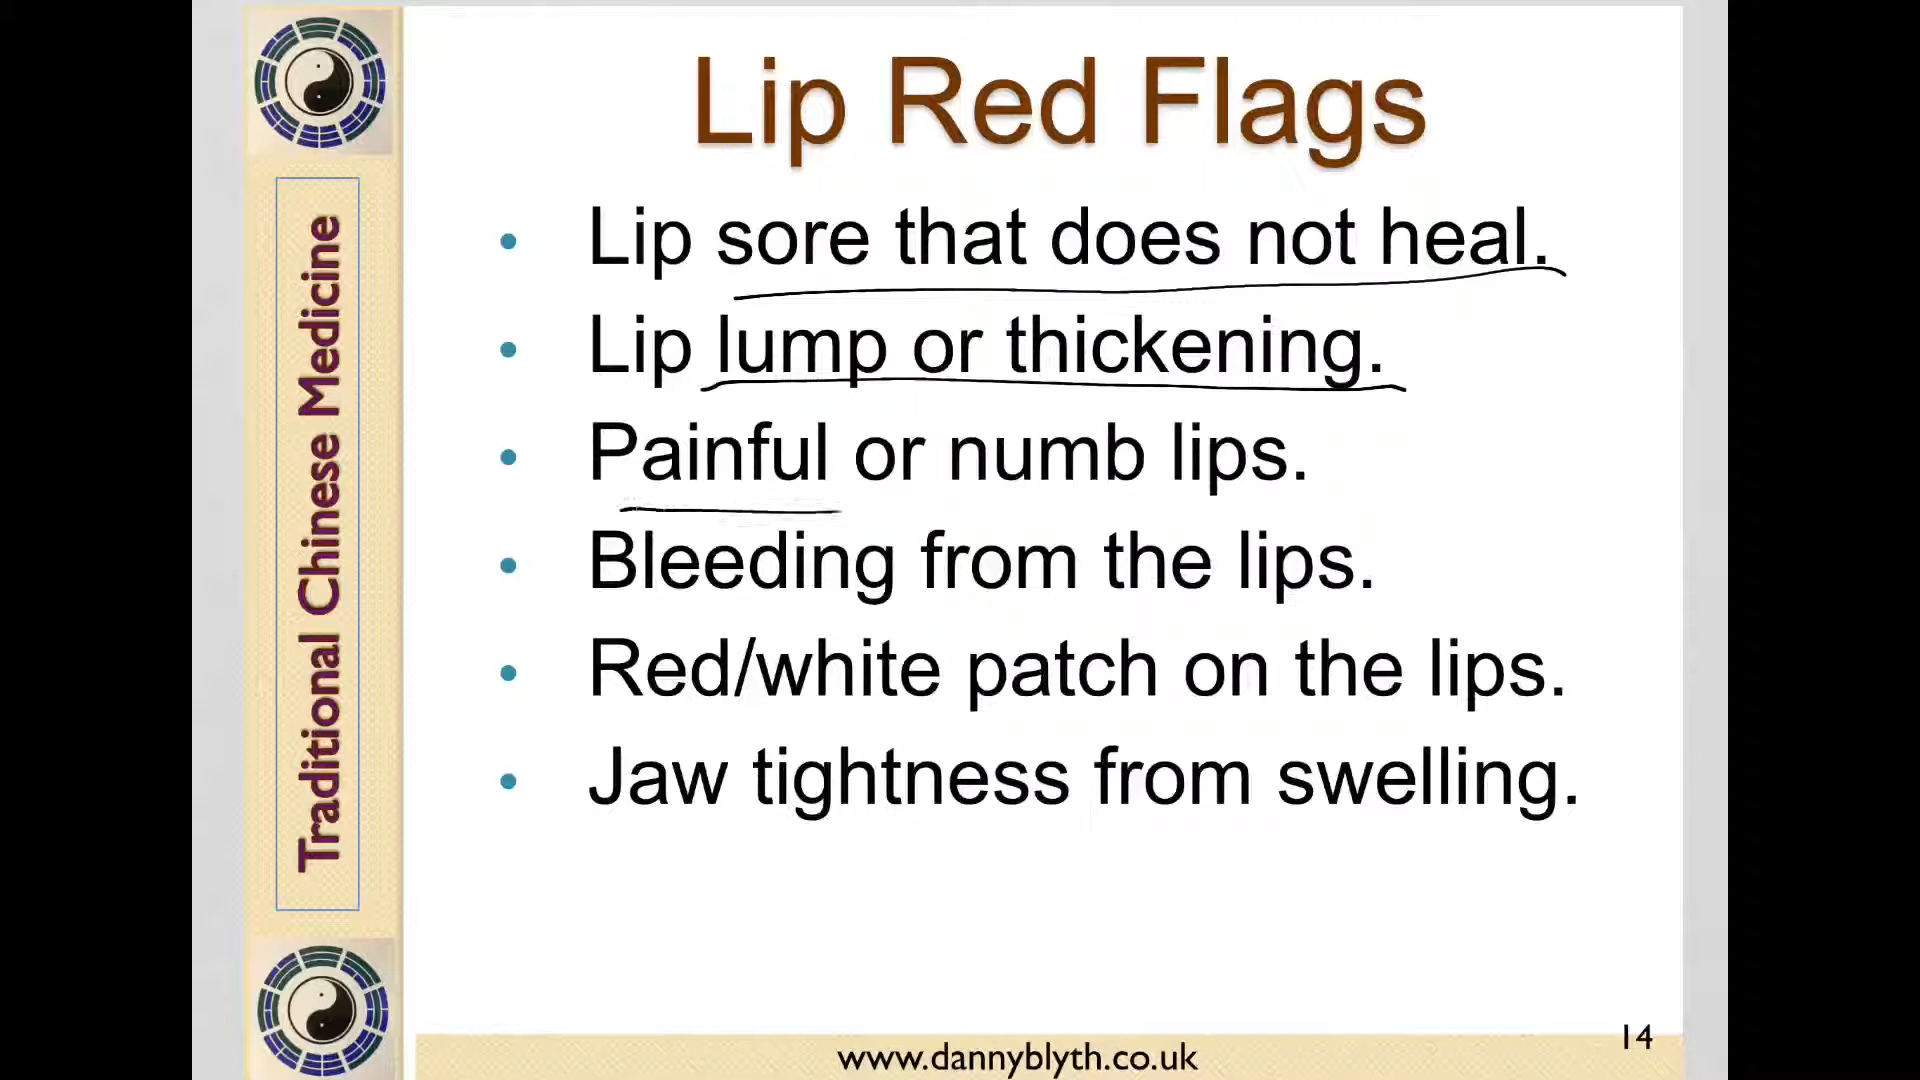 Lip Red Flags
Traditional Chinese Medicine
• Lip sore that does not heal.
• Lip lump or thickening.
• Painful or numb lips.
• Bleeding from the lips.
• Red/white patch on the lips.
• Jaw tightness from swelling.
14
www.dannyblyth.co.uk